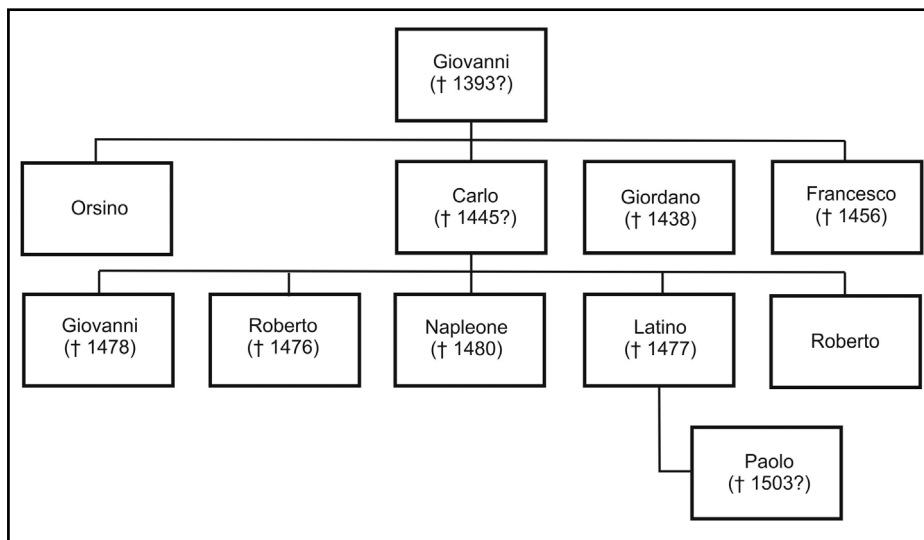 Giovanni
(† 1393?)
Orsino
Carlo
(† 1445?)
Giordano
(† 1438)
Francesco
(† 1456)
Giovanni
(† 1478)
Roberto
(† 1476)
Napleone
(† 1480)
Latino
(† 1477)
Roberto
Paolo
(† 1503?)